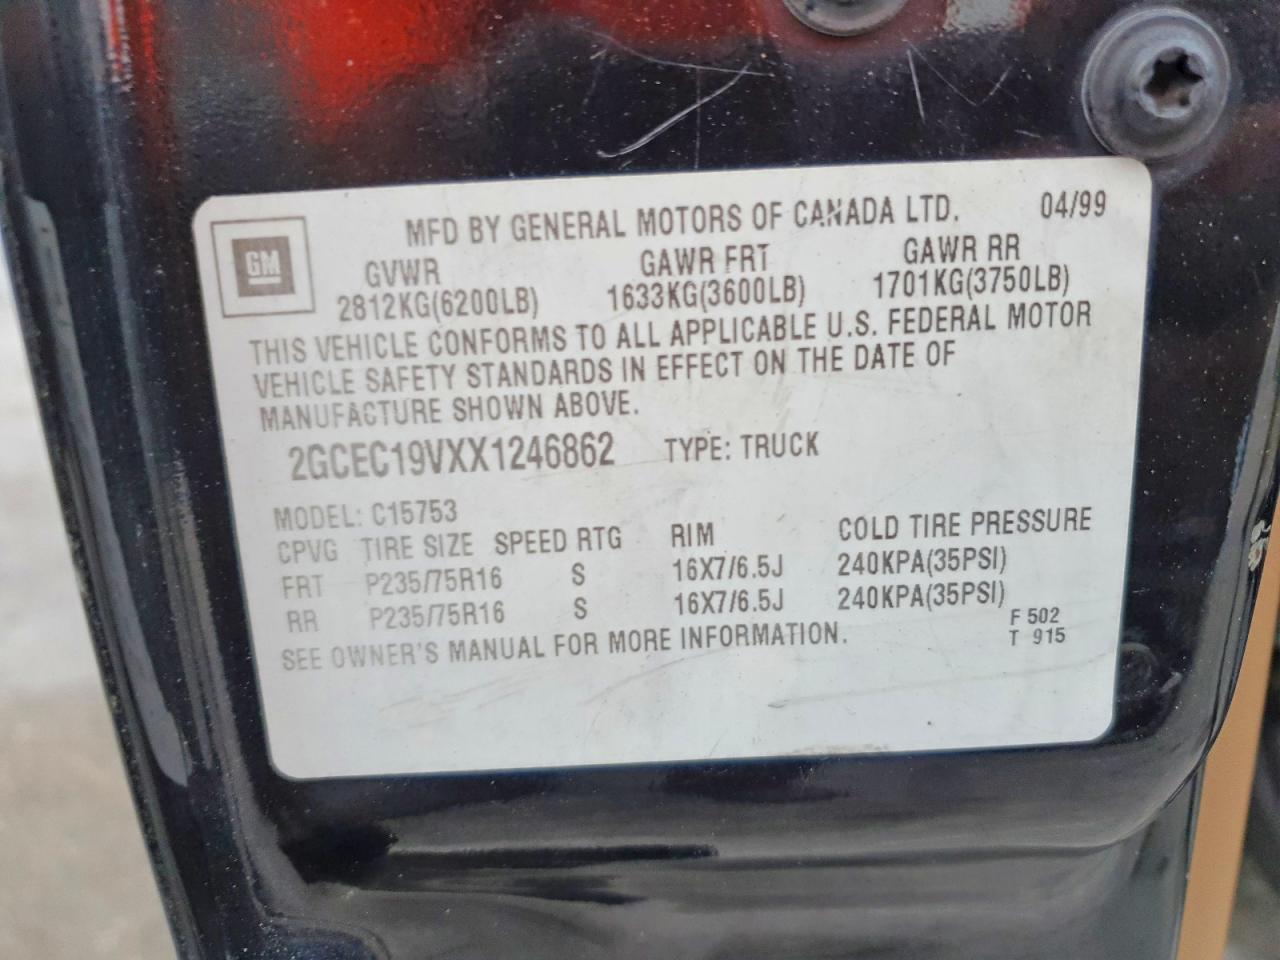 MFD BY GENERAL MOTORS OF CANADA LTD. 04/99
GM
GVWR GAWR FRT GAWR RR
2812KG(6200LB) 1633KG(3600LB) 1701KG(3750LB)
THIS VEHICLE CONFORMS TO ALL APPLICABLE U.S. FEDERAL MOTOR
VEHICLE SAFETY STANDARDS IN EFFECT ON THE DATE OF
MANUFACTURE SHOWN ABOVE.
2GCEC19VXX1246862 TYPE: TRUCK
MODEL: C15753
CPVG TIRE SIZE SPEED RTG RIM COLD TIRE PRESSURE
FRT P235/75R16 S 16X7/6.5J 240KPA(35PSI)
RR P235/75R16 S 16X7/6.5J 240KPA(35PSI)
SEE OWNER'S MANUAL FOR MORE INFORMATION.
F 502
T 915